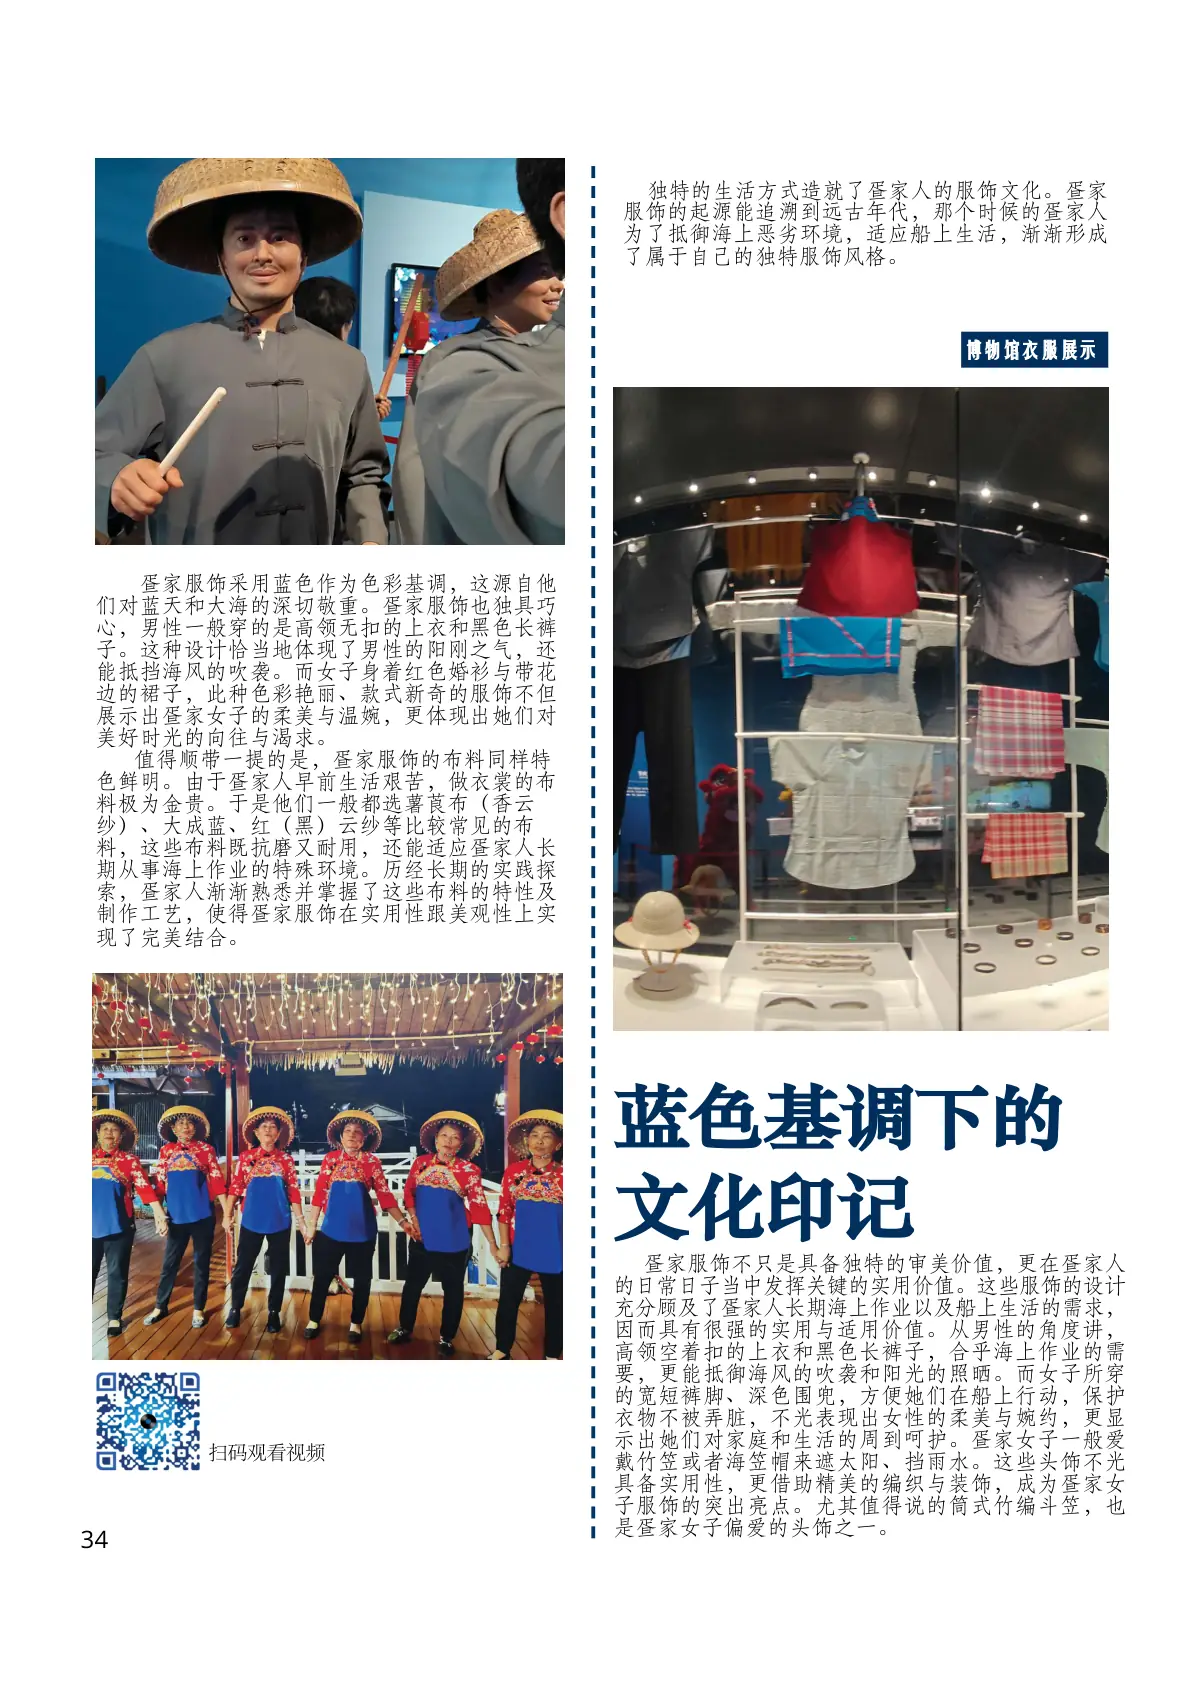 蛋家服饰采用蓝色作为色彩基调，这源自他
们对蓝天和大海的深切敬重。蛋家服饰也独具巧
心，男性一般穿的是高领无扣的上衣和黑色长裤
子。这种设计恰当地体现了男性的阳刚之气，还
能抵挡海风的吹袭。而女子身着红色婚衫与带花
边的裙子，此种色彩艳丽、款式新奇的服饰不但
展示出蛋家女子的柔美与温婉，更体现出她们对
美好时光的向往与渴求。
值得顺带一提的是，蛋家服饰的布料同样特
色鲜明。由于蛋家人早前生活艰苦，做衣裳的布
料极为金贵。于是他们一般都选薯莨布（香云
纱）、大成蓝、红（黑）云纱等比较常见的布
料，这些布料既抗磨又耐用，还能适应蛋家人长
期从事海上作业的特殊环境。历经长期的实践探
索，蛋家人渐渐熟悉并掌握了这些布料的特性及
制作工艺，使得蛋家服饰在实用性跟美观性上实
现了完美结合。
扫码观看视频
34
独特的生活方式造就了蛋家人的服饰文化。蛋家
服饰的起源能追溯到远古年代，那个时候的蛋家人
为了抵御海上恶劣环境，适应船上生活，渐渐形成
了属于自己的独特服饰风格。
博物馆衣服展示
蓝色基调下的
文化印记
蛋家服饰不只是具备独特的审美价值，更在蛋家人
的日常日子当中发挥关键的实用价值。这些服饰的设计
充分顾及了蛋家人长期海上作业以及船上生活的需求，
因而具有很强的实用与适用价值。从男性的角度讲，
高领空着扣的上衣和黑色长裤子，合乎海上作业的需
要，更能抵御海风的吹袭和阳光的照晒。而女子所穿
的宽短裤脚、深色围兜，方便她们在船上行动，保护
衣物不被弄脏，不光表现出女性的柔美与婉约，更显
示出她们对家庭和生活的周到呵护。蛋家女子一般爱
戴竹笠或者海笠帽来遮太阳、挡雨水。这些头饰不光
具备实用性，更借助精美的编织与装饰，成为蛋家女
子服饰的突出亮点。尤其值得说的筒式竹编斗笠，也
是蛋家女子偏爱的头饰之一。